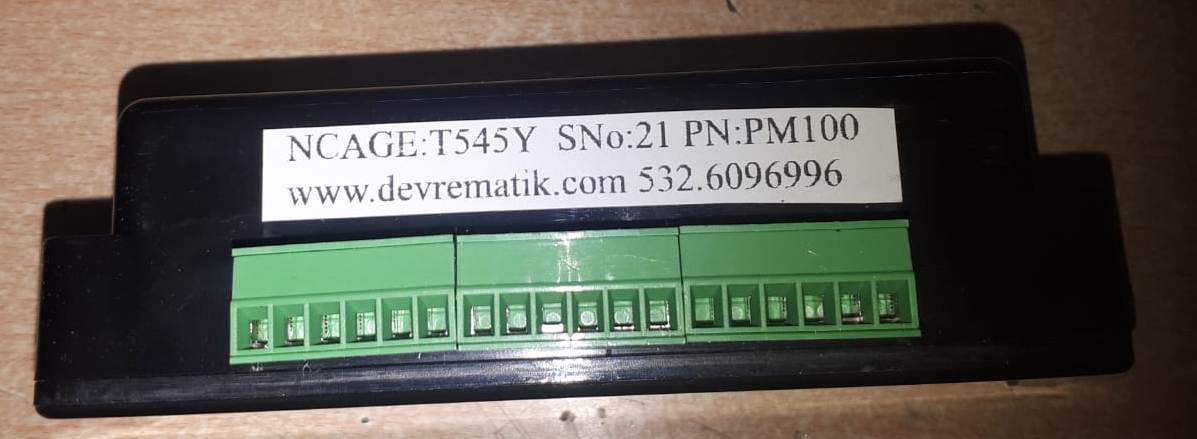 NCAGE:T545Y SNo:21 PN:PM100
www.devrematik.com 532.6096996